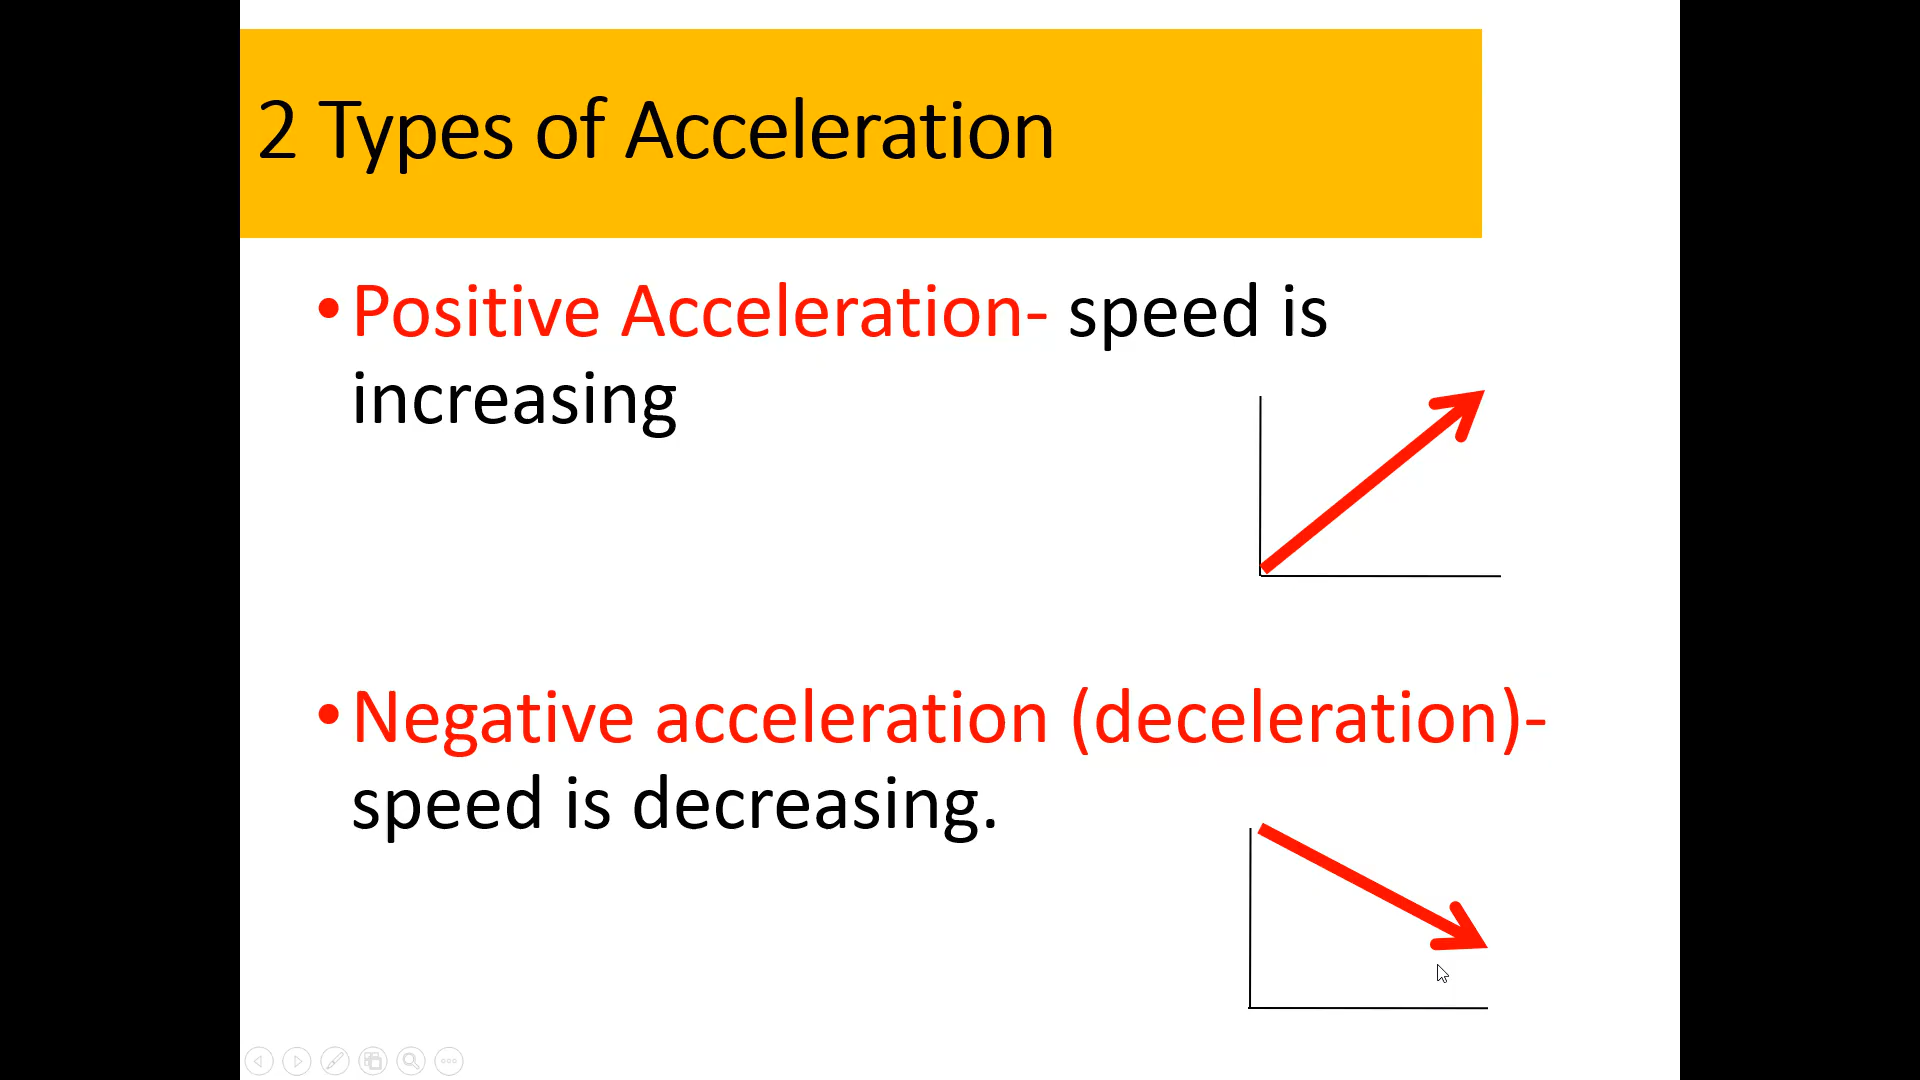 2 Types of Acceleration
•Positive Acceleration- speed is
increasing
•Negative acceleration (deceleration)-
speed is decreasing.